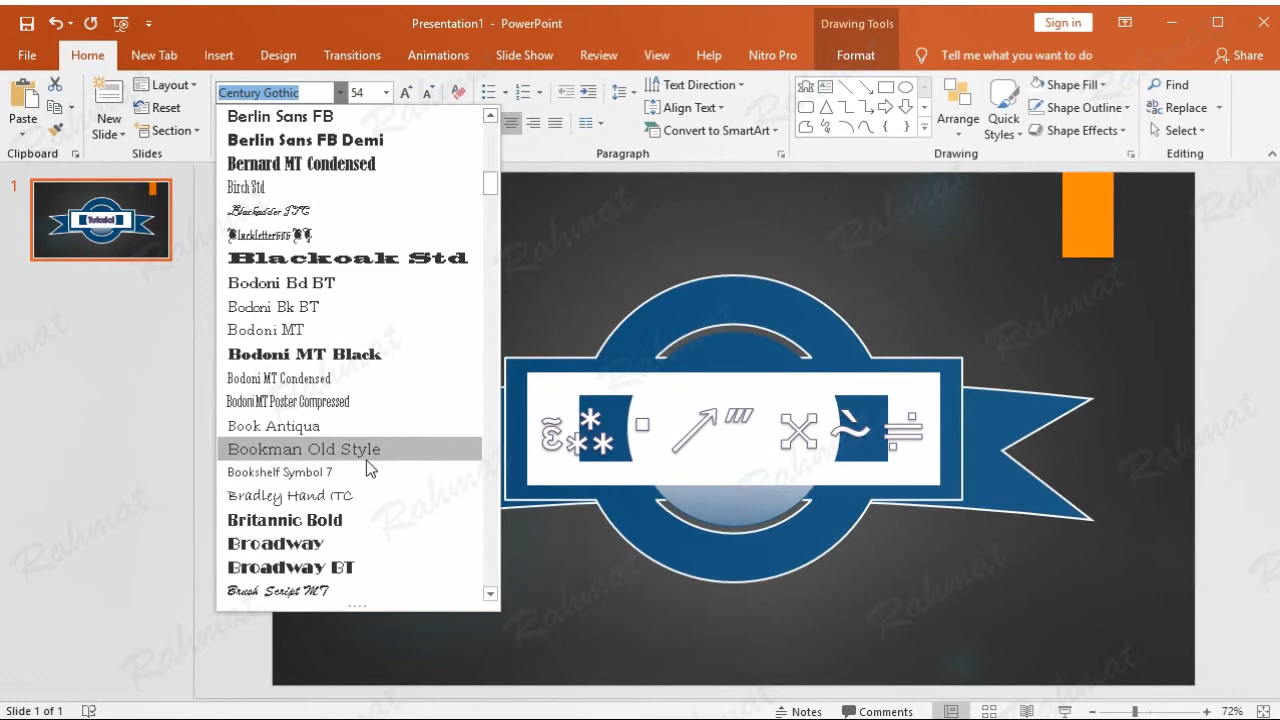 Presentation1 - PowerPoint
Drawing Tools
Sign in
File
Home
New Tab
Insert
Design
Transitions
Animations
Slide Show
Review
View
Help
Nitro Pro
Format
Tell me what you want to do
Share
Paste
New Slide
Layout
Reset
Section
Century Gothic
54
Text Direction
Align Text
Convert to SmartArt
Arrange
Quick Styles
Shape Fill
Shape Outline
Shape Effects
Find
Replace
Select
Clipboard
Slides
Paragraph
Drawing
Editing
1
Tutorial
Berlin Sans FB
Berlin Sans FB Demi
Bernard MT Condensed
Birch Std
Blackadder ITC
Blackletter686 BT
Blackoak Std
Bodoni Bd BT
Bodoni Bk BT
Bodoni MT
Bodoni MT Black
Bodoni MT Condensed
Bodoni MT Poster Compressed
Book Antiqua
Bookman Old Style
Bookshelf Symbol 7
Bradley Hand ITC
Britannic Bold
Broadway
Broadway BT
Brush Script MT
Rahmat
Slide 1 of 1
Notes
Comments
72%